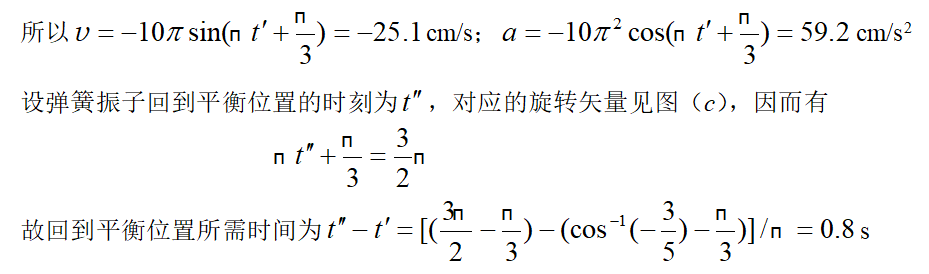 所以 υ = −10π sin(п t′ + п/3) = −25.1 cm/s； a = −10π² cos(п t′ + п/3) = 59.2 cm/s²
设弹簧振子回到平衡位置的时刻为 t″，对应的旋转矢量见图（c），因而有
п t″ + п/3 = 3/2 п
故回到平衡位置所需时间为 t″ − t′ = [(3п/2 − п/3) − (cos⁻¹(−3/5) − п/3)]/п = 0.8 s